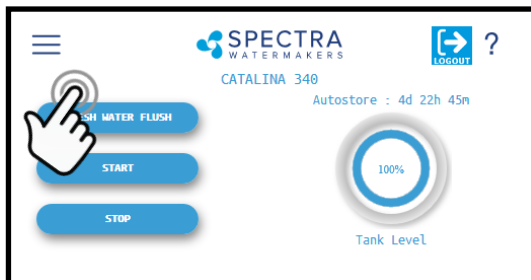 SPECTRA
WATERMAKERS
LOGOUT
?
CATALINA 340
Autostore : 4d 22h 45m
WATER FLUSH
START
100%
STOP
Tank Level